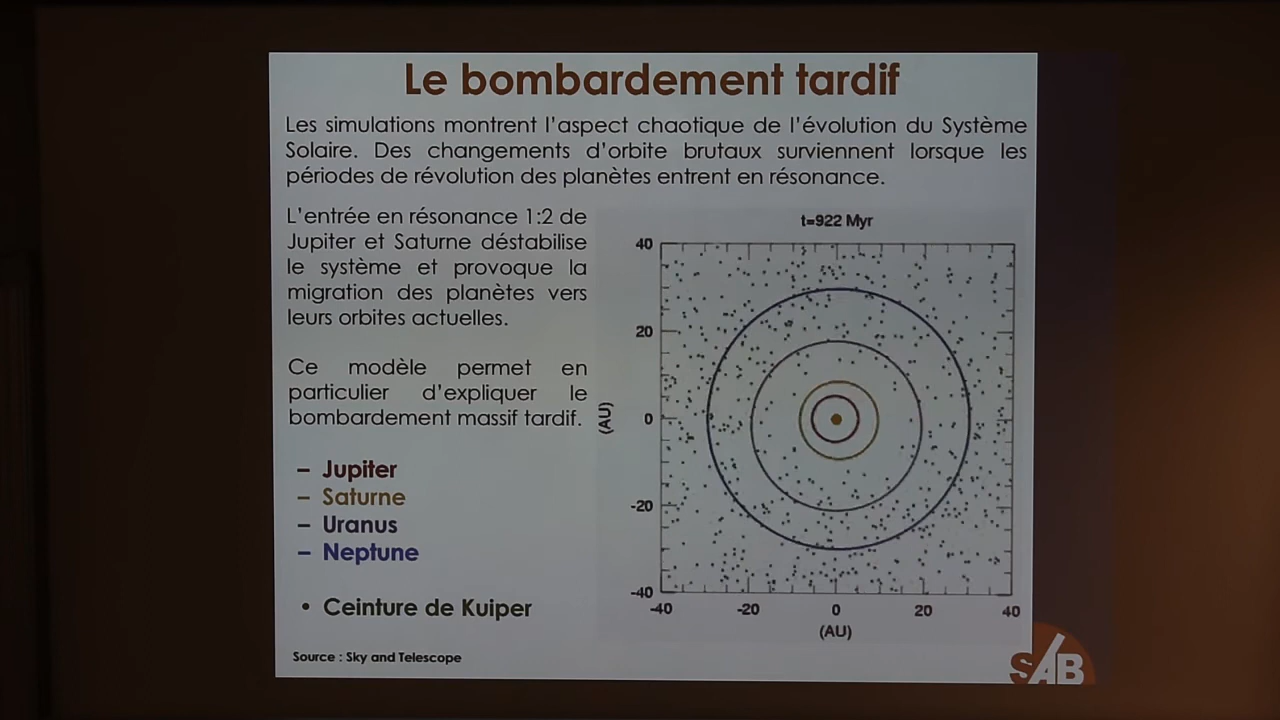 Le bombardement tardif
Les simulations montrent l'aspect chaotique de l'évolution du Système
Solaire. Des changements d'orbite brutaux surviennent lorsque les
périodes de révolution des planètes entrent en résonance.
L'entrée en résonance 1:2 de
Jupiter et Saturne déstabilise
le système et provoque la
migration des planètes vers
leurs orbites actuelles.
Ce modèle permet en
particulier d'expliquer le
bombardement massif tardif.
– Jupiter
– Saturne
– Uranus
– Neptune
• Ceinture de Kuiper
Source : Sky and Telescope
t=922 Myr
40
20
0
-20
-40
(AU)
-40 -20 0 20 40
(AU)
SAB